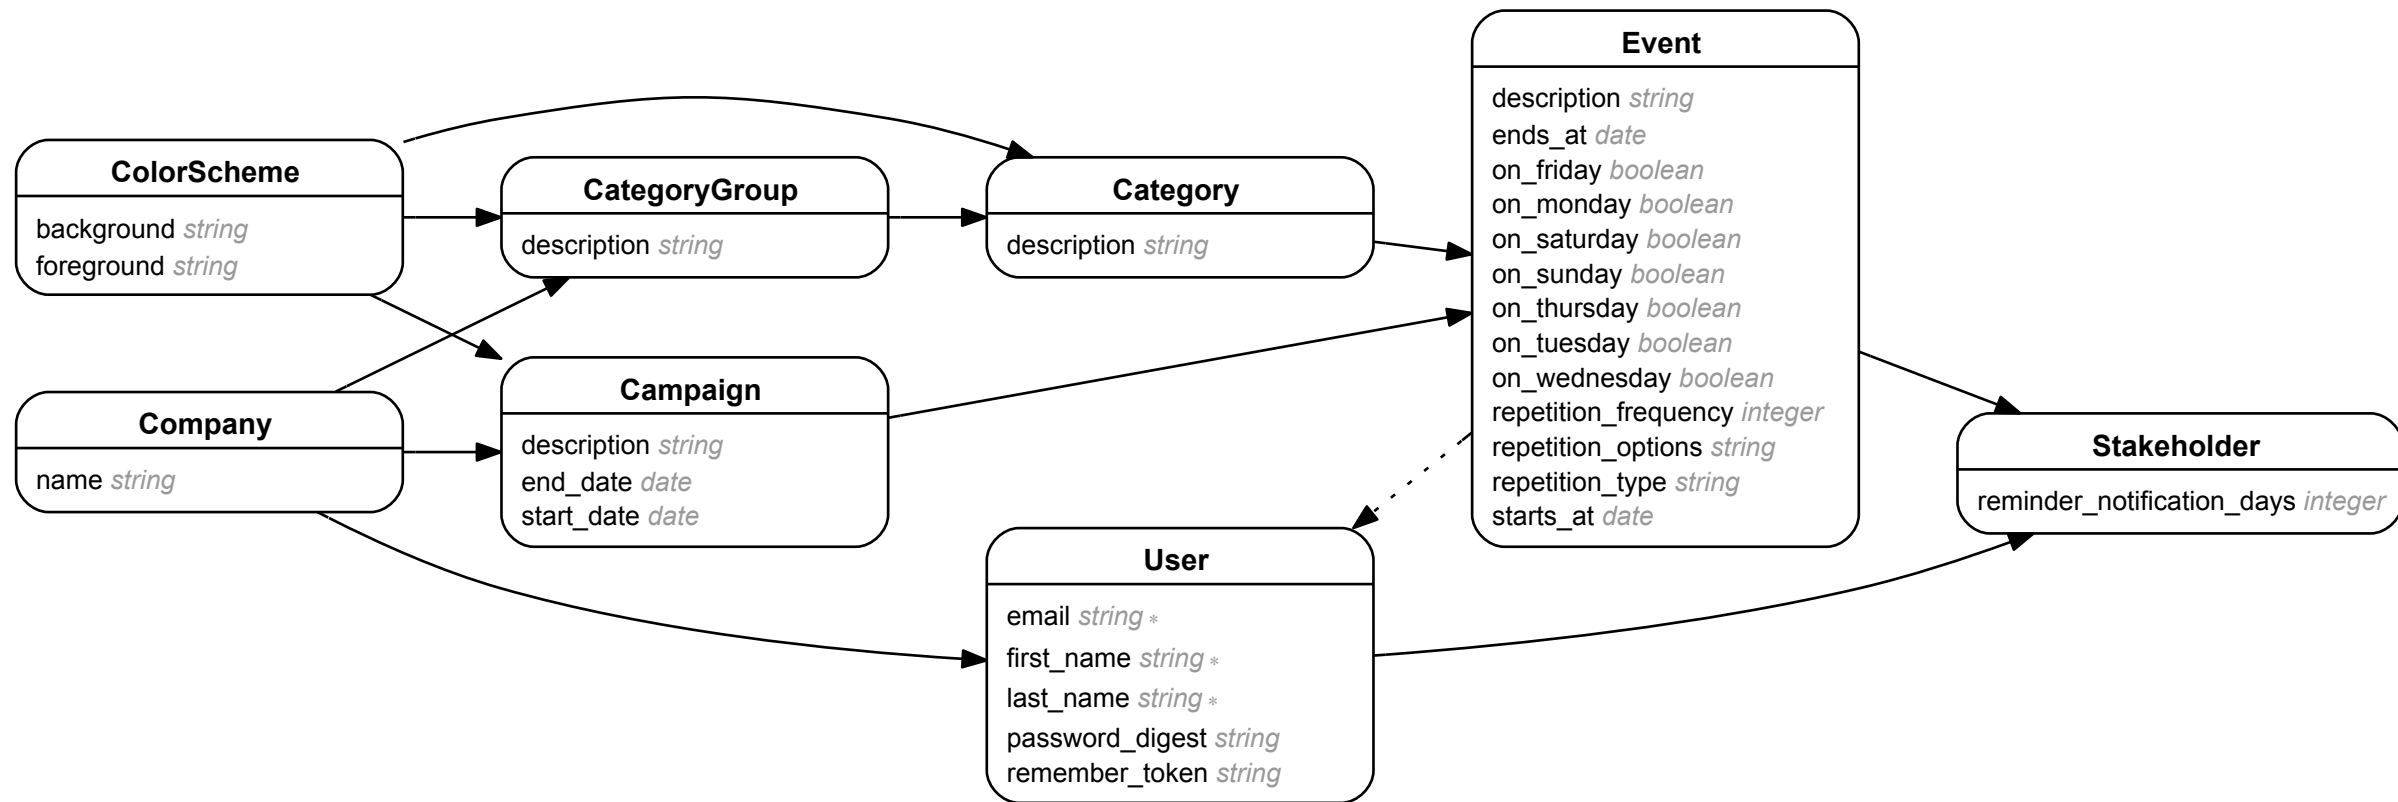 ColorScheme
background string
foreground string
Company
name string
CategoryGroup
description string
Campaign
description string
end_date date
start_date date
Category
description string
User
email string *
first_name string *
last_name string *
password_digest string
remember_token string
Event
description string
ends_at date
on_friday boolean
on_monday boolean
on_saturday boolean
on_sunday boolean
on_thursday boolean
on_tuesday boolean
on_wednesday boolean
repetition_frequency integer
repetition_options string
repetition_type string
starts_at date
Stakeholder
reminder_notification_days integer